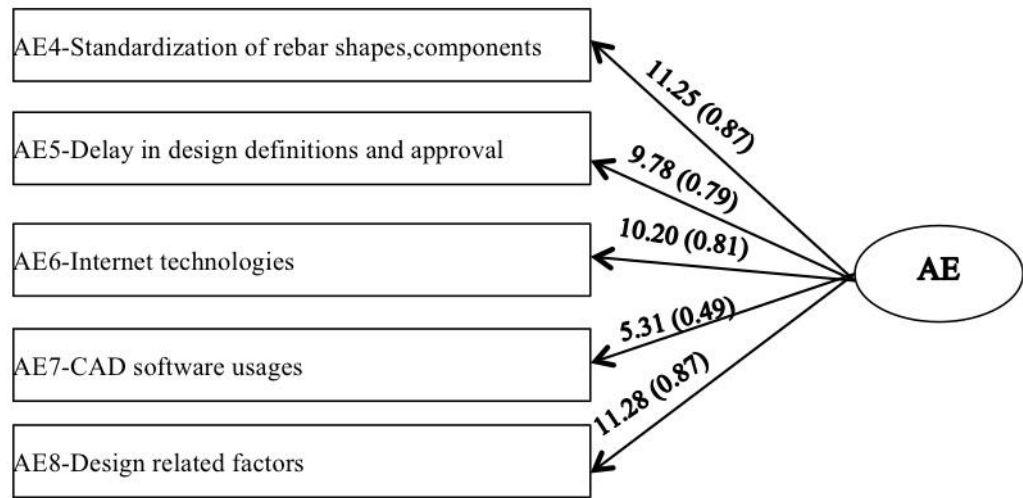 AE4-Standardization of rebar shapes,components
11.25 (0.87)
AE5-Delay in design definitions and approval
9.78 (0.79)
AE6-Internet technologies
10.20 (0.81)
AE
AE7-CAD software usages
5.31 (0.49)
AE8-Design related factors
11.28 (0.87)